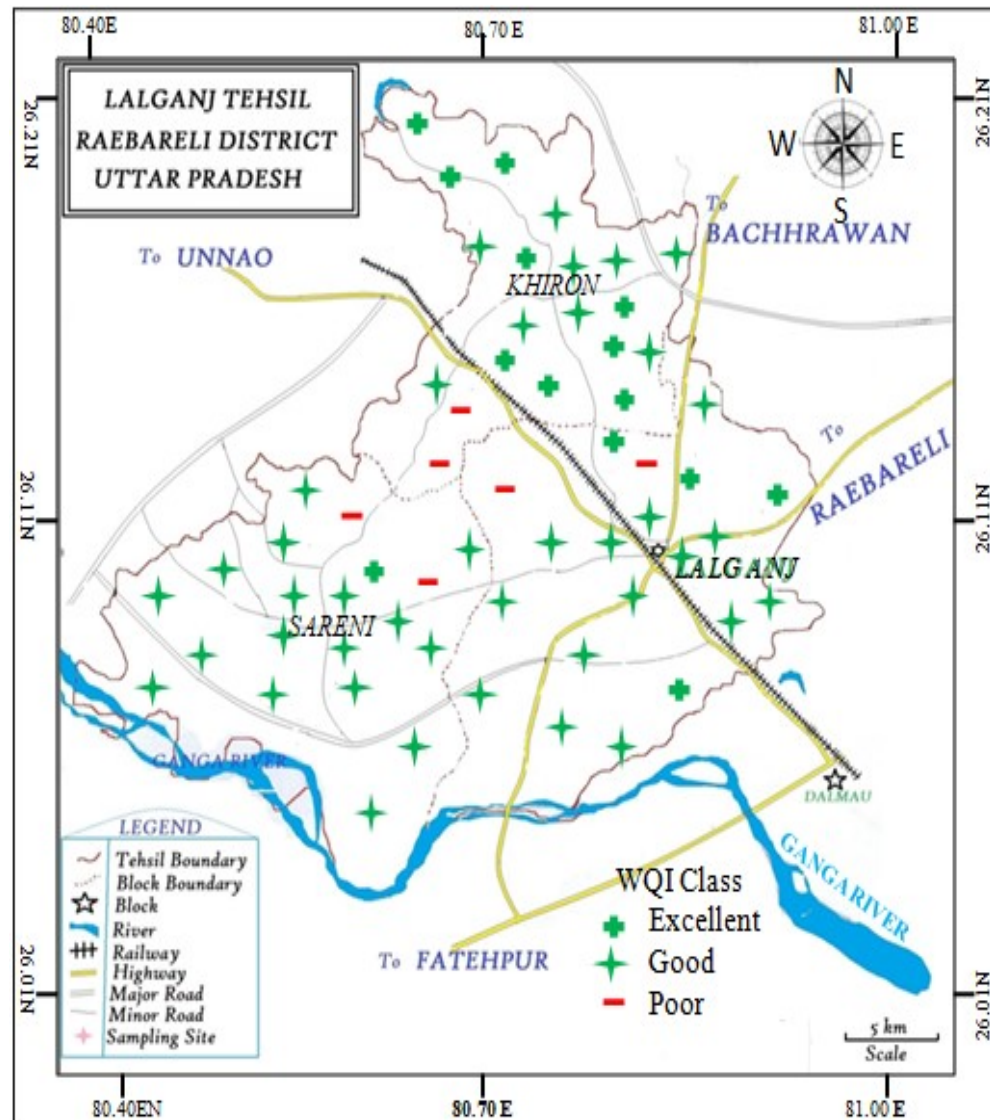 80.40E
80.70 E
81.00 E
LALGANJ TEHSIL
RAEBARELI DISTRICT
UTTAR PRADESH
26.21N
26.21N
N
W
E
S
To UNNAO
To
BACHHRAWAN
KHIRON
To
RAEBARELI
26.11N
26.11N
LALGANJ
SARENI
GANGA RIVER
DALMAU
GANGARIVER
LEGEND
Tehsil Boundary
Block Boundary
Block
River
Railway
Highway
Major Road
Minor Road
Sampling Site
WQI Class
Excellent
Good
Poor
To FATEHPUR
26.01N
26.01N
5 km
Scale
80.40EN
80.70 E
81.00 E